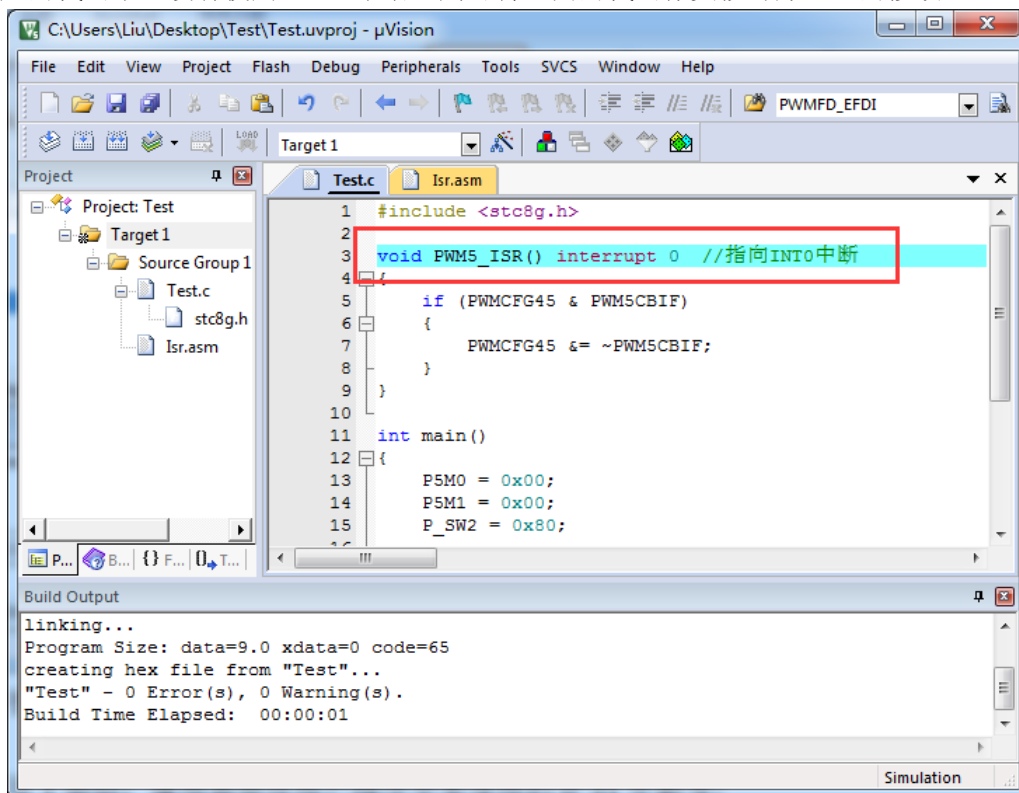 C:\Users\Liu\Desktop\Test\Test.uvproj - µVision
File Edit View Project Flash Debug Peripherals Tools SVCS Window Help
PWMFD_EFDI
LOAD Target 1
Project
Test.c Isr.asm
Project: Test
Target 1
Source Group 1
Test.c
stc8g.h
Isr.asm
1 #include <stc8g.h>
2
3 void PWM5_ISR() interrupt 0 //指向INT0中断
4 {
5 if (PWMCFG45 & PWM5CBIF)
6 {
7 PWMCFG45 &= ~PWM5CBIF;
8 }
9 }
10
11 int main()
12 {
13 P5M0 = 0x00;
14 P5M1 = 0x00;
15 P_SW2 = 0x80;
P... B... {} F... 0 T...
Build Output
linking...
Program Size: data=9.0 xdata=0 code=65
creating hex file from "Test"...
"Test" - 0 Error(s), 0 Warning(s).
Build Time Elapsed: 00:00:01
Simulation